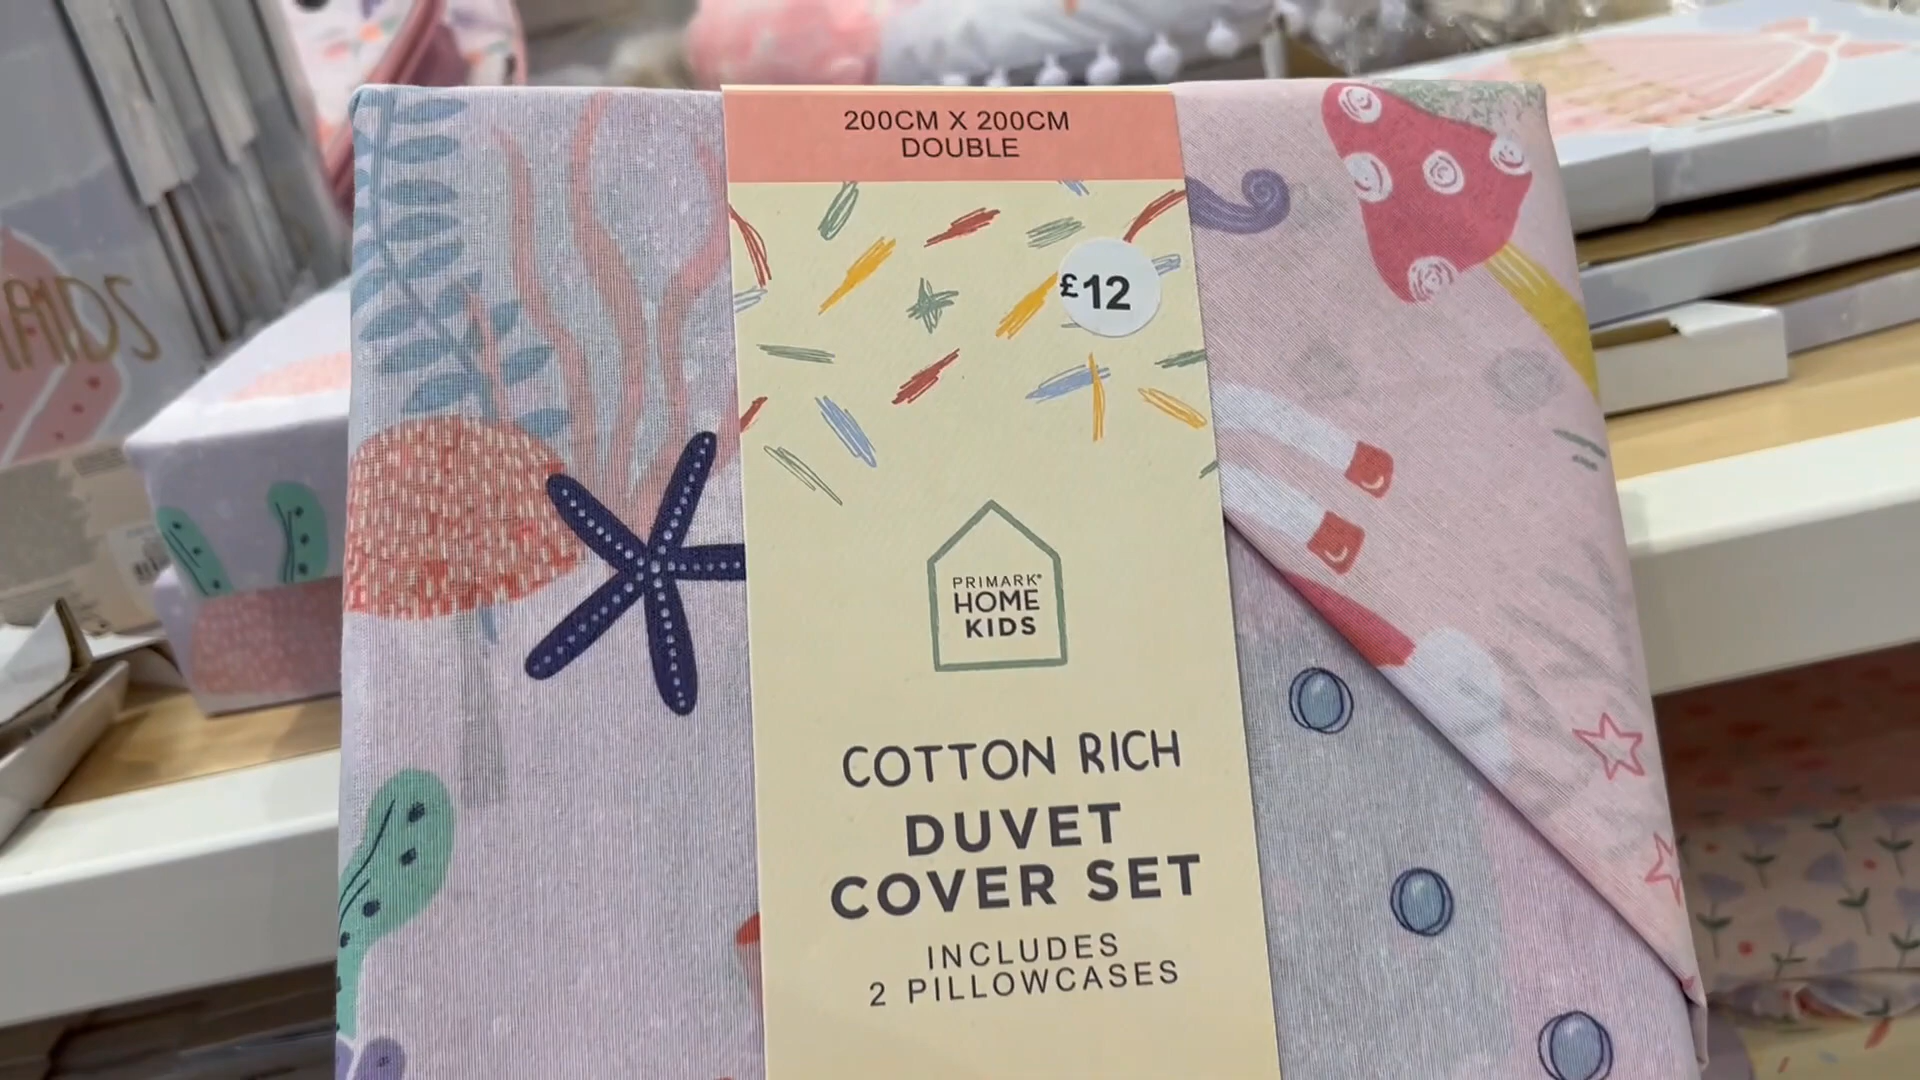 200CM X 200CM
DOUBLE
£12
PRIMARK®
HOME
KIDS
COTTON RICH
DUVET
COVER SET
INCLUDES
2 PILLOWCASES